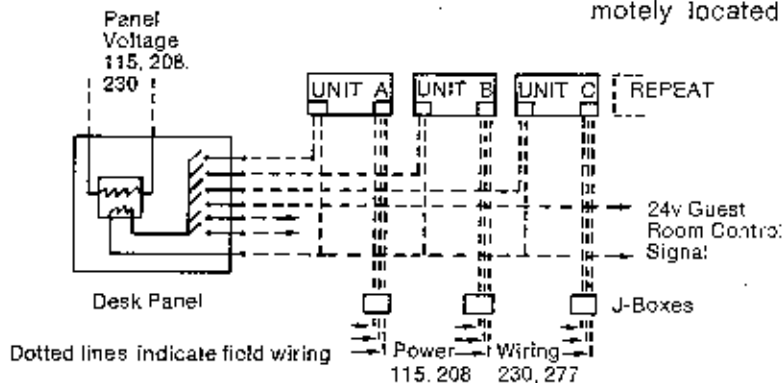 motely located
Panel
Voltage
115, 208.
230
UNIT A
UNIT B
UNIT C
REPEAT
24v Guest
Room Control
Signal
Desk Panel
J-Boxes
Dotted lines indicate field wiring
Power Wiring
115. 208 230, 277